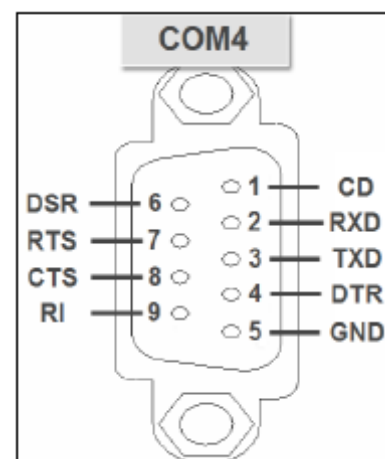 COM4
1 CD
DSR 6
2 RXD
RTS 7
3 TXD
CTS 8
4 DTR
RI 9
5 GND